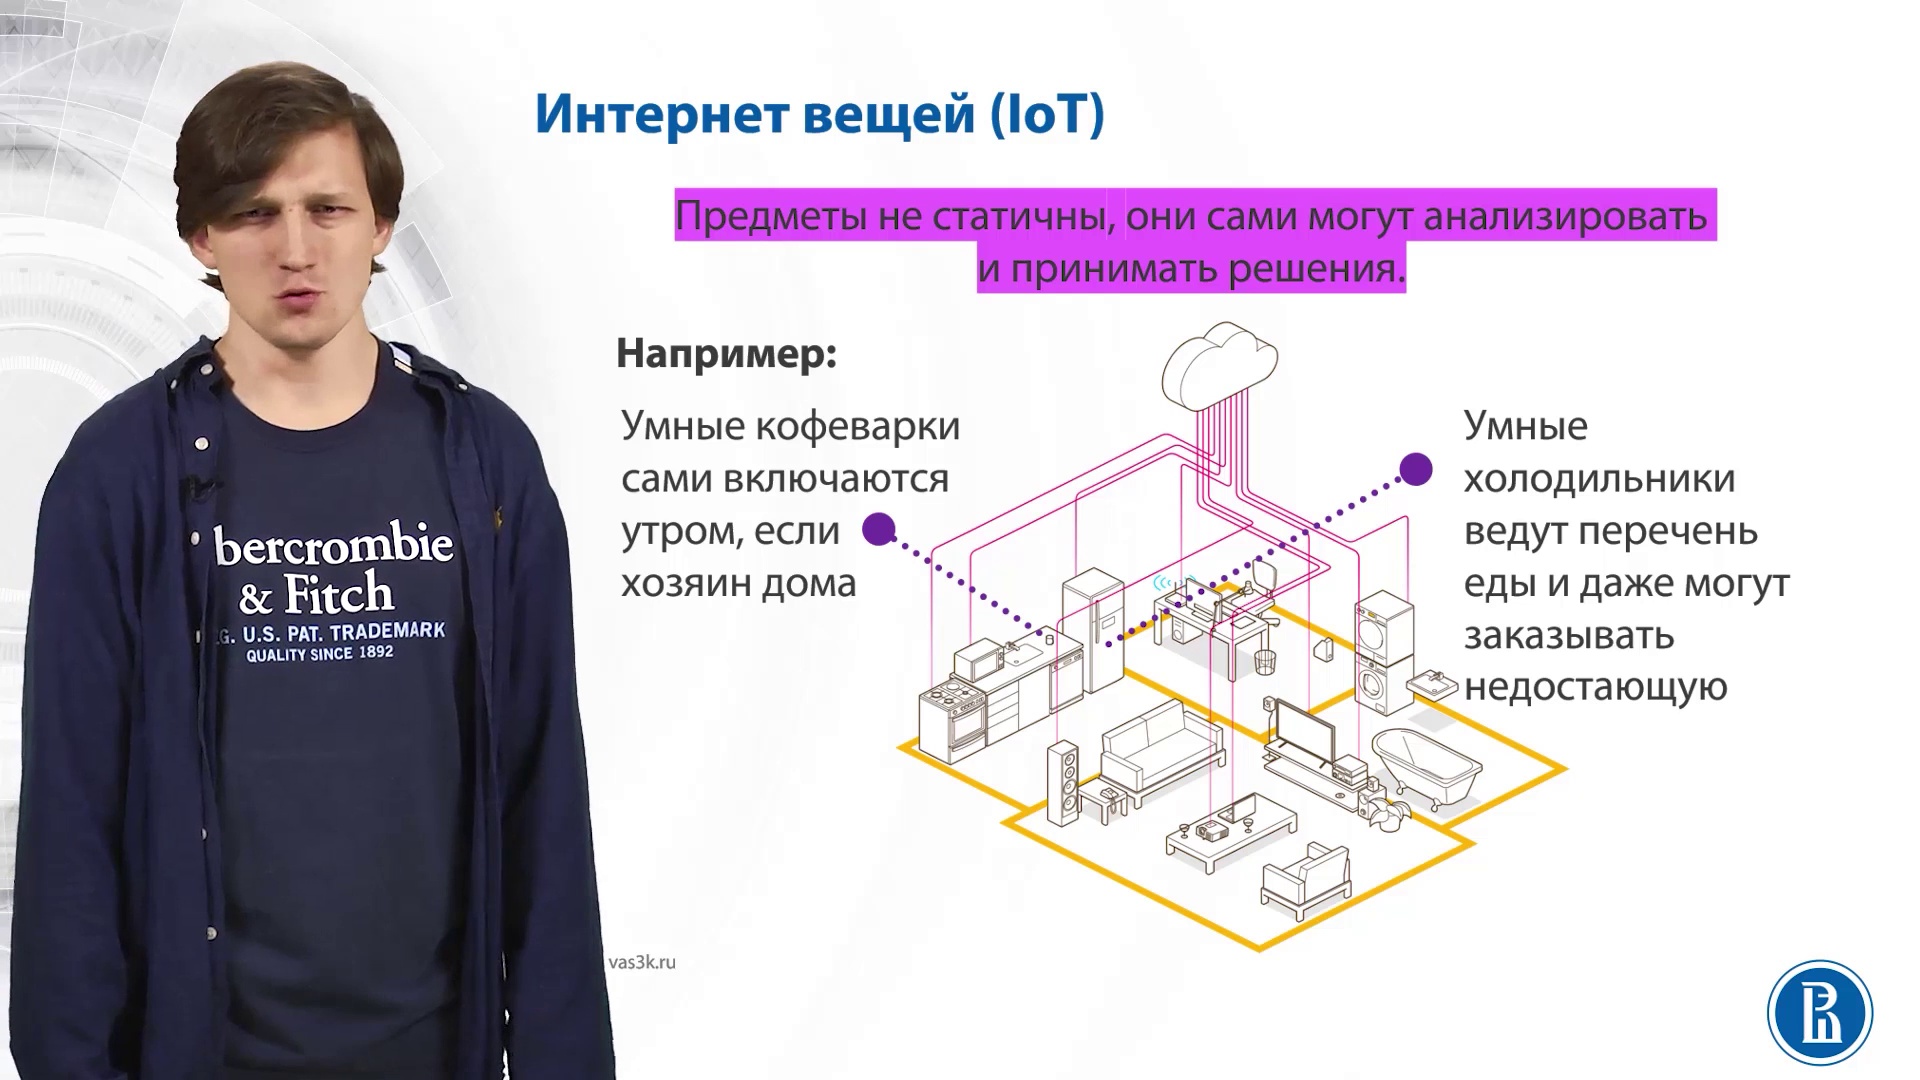 Интернет вещей (IoT)
Предметы не статичны, они сами могут анализировать
и принимать решения.
Например:
Умные кофеварки
сами включаются
утром, если
хозяин дома
Умные
холодильники
ведут перечень
еды и даже могут
заказывать
недостающую
bercrombie
& Fitch
G. U.S. PAT. TRADEMARK
QUALITY SINCE 1892
vas3k.ru